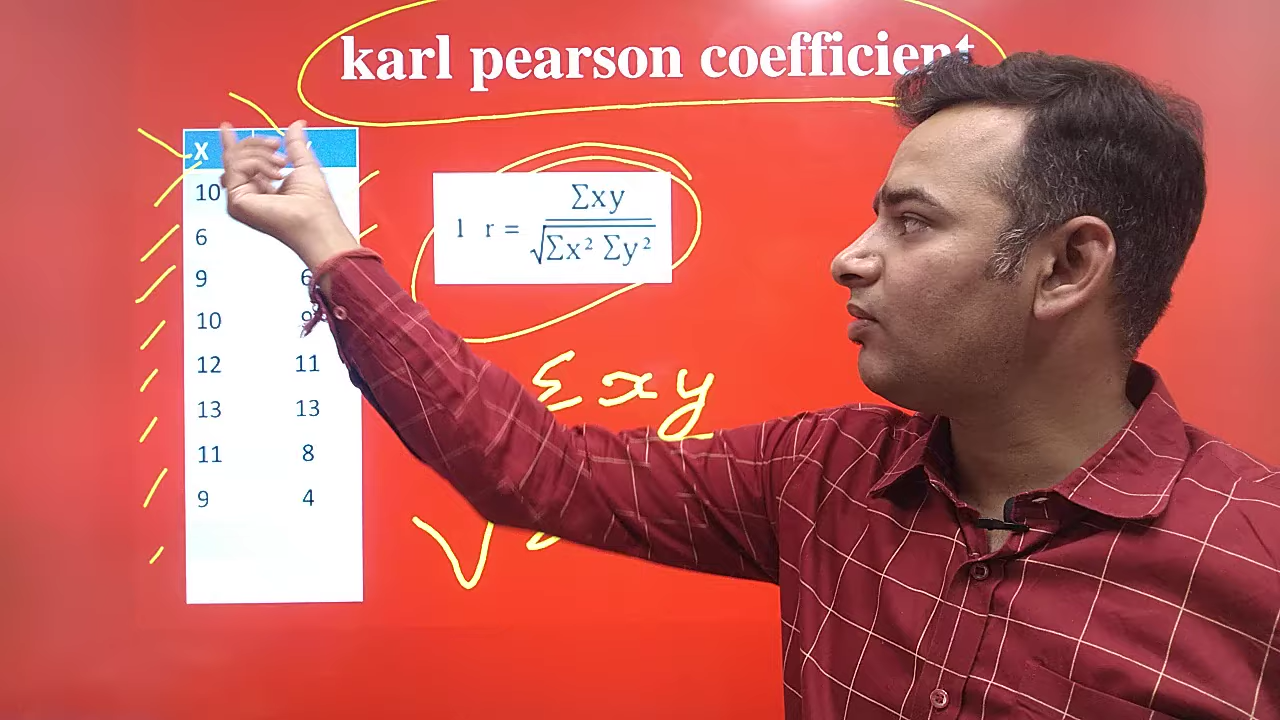 karl pearson coefficient
X
10
6
9 6
10 9
12 11
13 13
11 8
9 4
1 r = Σxy
√Σx² Σy²
Σxy
√